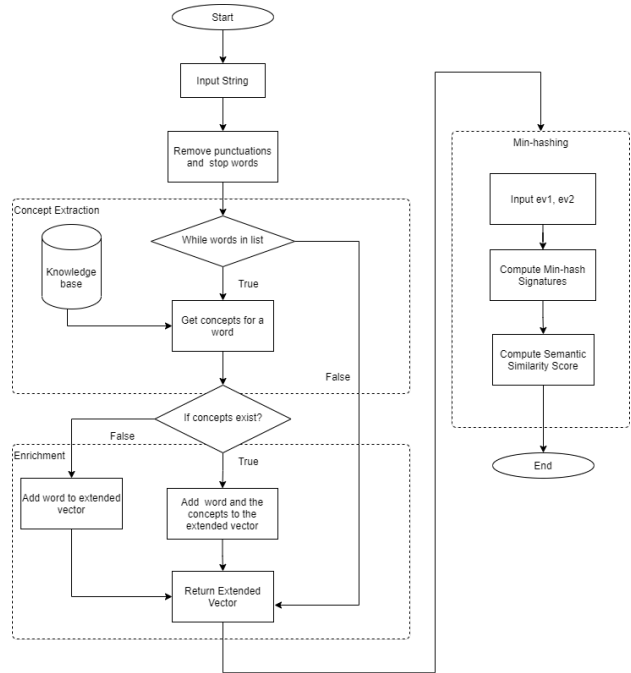 Start
Input String
Remove punctuations
and stop words
Concept Extraction
While words in list
Knowledge
base
True
Get concepts for a
word
False
If concepts exist?
False
Enrichment
True
Add word to extended
vector
Add word and the
concepts to the
extended vector
Return Extended
Vector
Min-hashing
Input ev1, ev2
Compute Min-hash
Signatures
Compute Semantic
Similarity Score
End